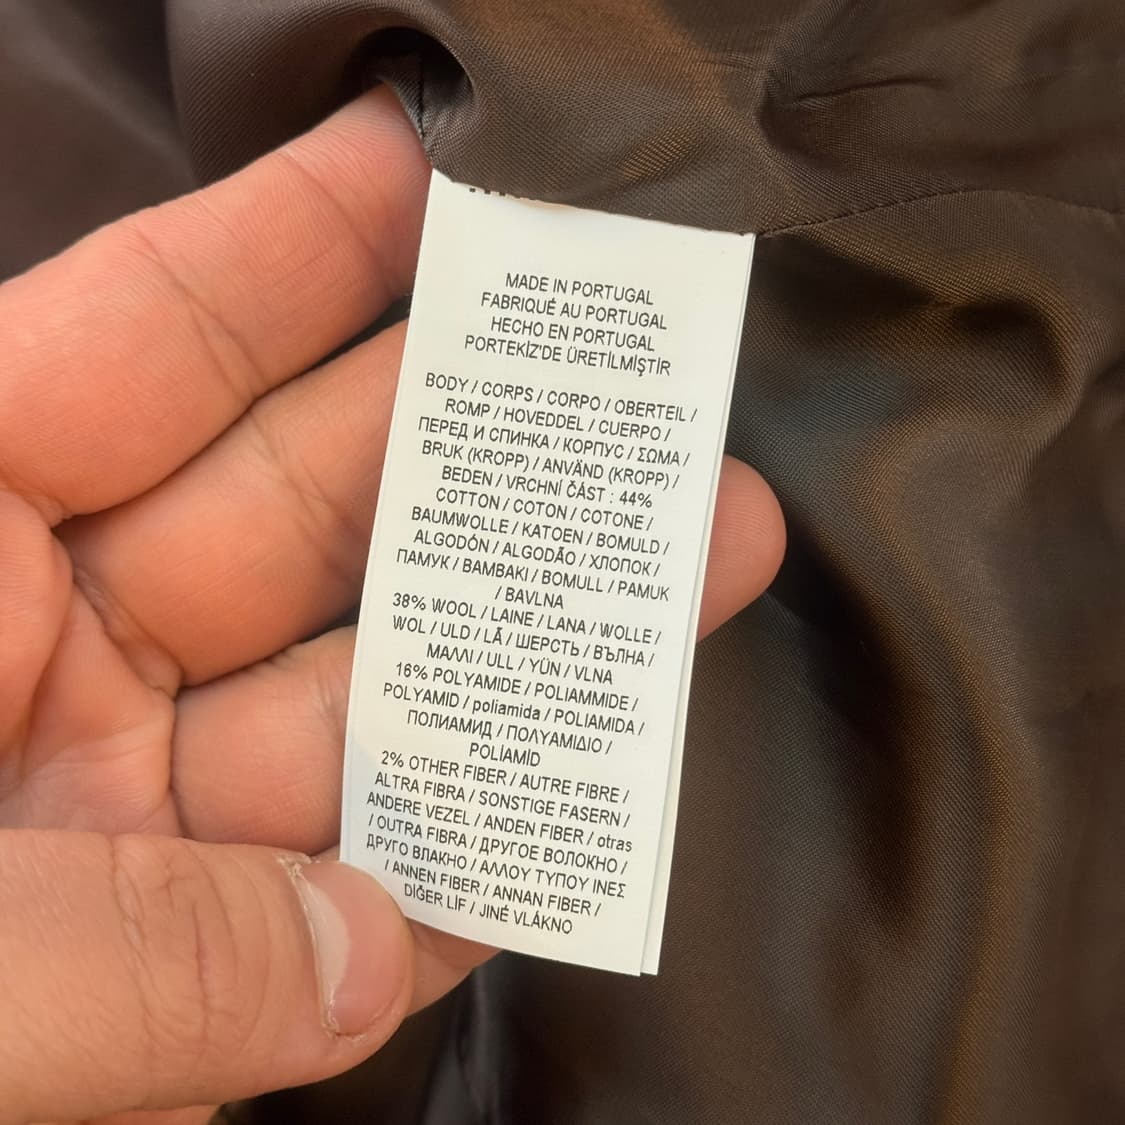 MADE IN PORTUGAL
FABRIQUÉ AU PORTUGAL
HECHO EN PORTUGAL
PORTEKİZ'DE ÜRETİLMİŞTİR
BODY / CORPS / CORPO / OBERTEIL /
ROMP / HOVEDDEL / CUERPO /
ПЕРЕД И СПИНКА / КОРПУС / ΣΩΜΑ /
BRUK (KROPP) / ANVÄND (KROPP) /
BEDEN / VRCHNÍ ČÁST : 44%
COTTON / COTON / COTONE /
BAUMWOLLE / KATOEN / BOMULD /
ALGODÓN / ALGODÃO / ХЛОПОК /
ПАМУК / BAMBAKI / BOMULL / PAMUK
/ BAVLNA
38% WOOL / LAINE / LANA / WOLLE /
WOL / ULD / LÃ / ШЕРСТЬ / ВЪЛНА /
ΜΑΛΛΙ / ULL / YÜN / VLNA
16% POLYAMIDE / POLIAMMIDE /
POLYAMID / poliamida / POLIAMIDA /
ПОЛИАМИД / ΠΟΛΥΑΜΙΔΙΟ /
POLİAMİD
2% OTHER FIBER / AUTRE FIBRE /
ALTRA FIBRA / SONSTIGE FASERN /
ANDERE VEZEL / ANDEN FIBER / otras
/ OUTRA FIBRA / ДРУГОЕ ВОЛОКНО /
ДРУГО ВЛАКНО / ΑΛΛΟΥ ΤΥΠΟΥ ΙΝΕΣ
/ ANNEN FIBER / ANNAN FIBER /
DIĞER LİF / JINÉ VLÁKNO